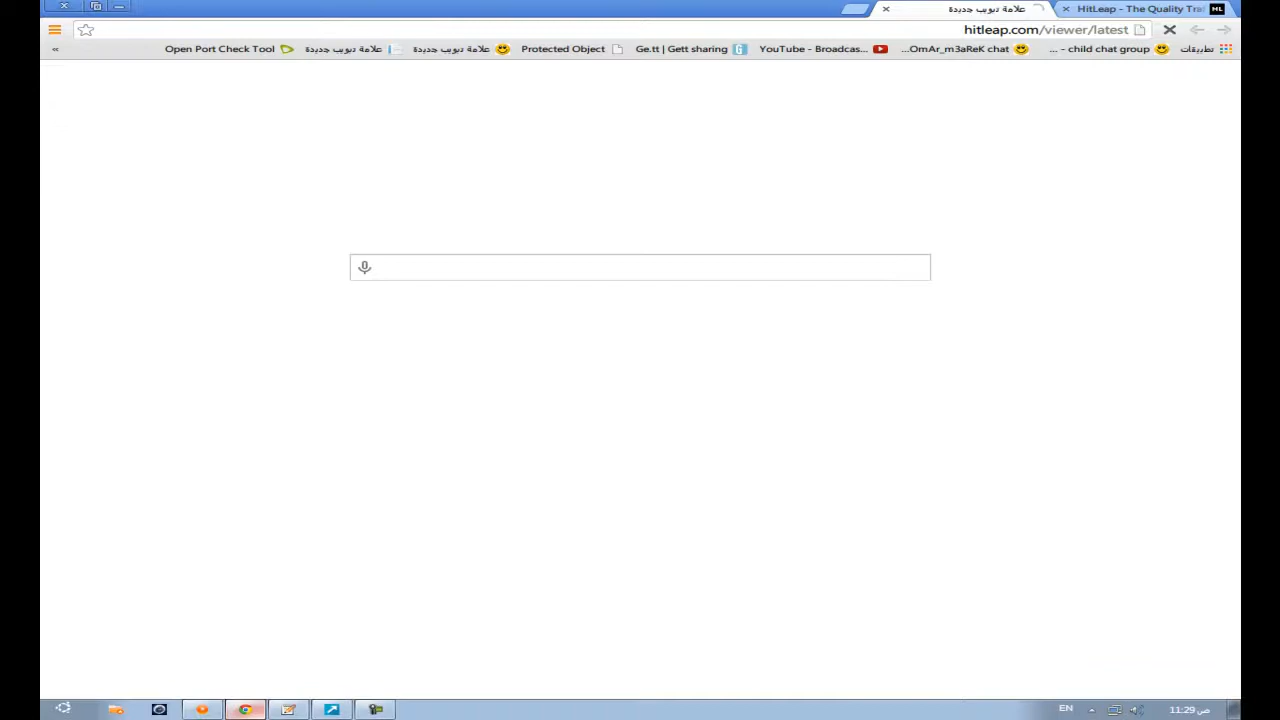 علامة تبويب جديدة
HitLeap - The Quality Tra
HL
hitleap.com/viewer/latest
تطبيقات
... - child chat group
...OmAr_m3aReK chat
YouTube - Broadcas...
Ge.tt | Gett sharing
Protected Object
علامة تبويب جديدة
علامة تبويب جديدة
Open Port Check Tool
»
EN
11:29 ص